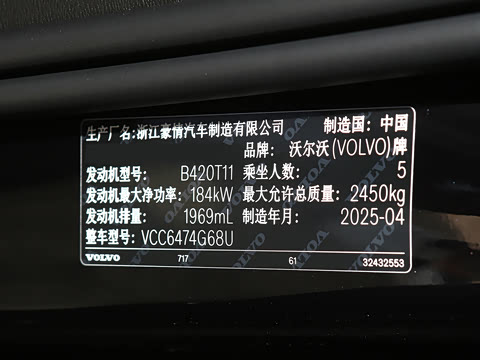 生产厂名:浙江豪情汽车制造有限公司 制造国:中国
品牌:沃尔沃(VOLVO)牌
发动机型号: B420T11 乘坐人数: 5
发动机最大净功率: 184kW 最大允许总质量: 2450kg
发动机排量: 1969mL 制造年月: 2025-04
整车型号: VCC6474G68U
VOLVO 717 61 32432553